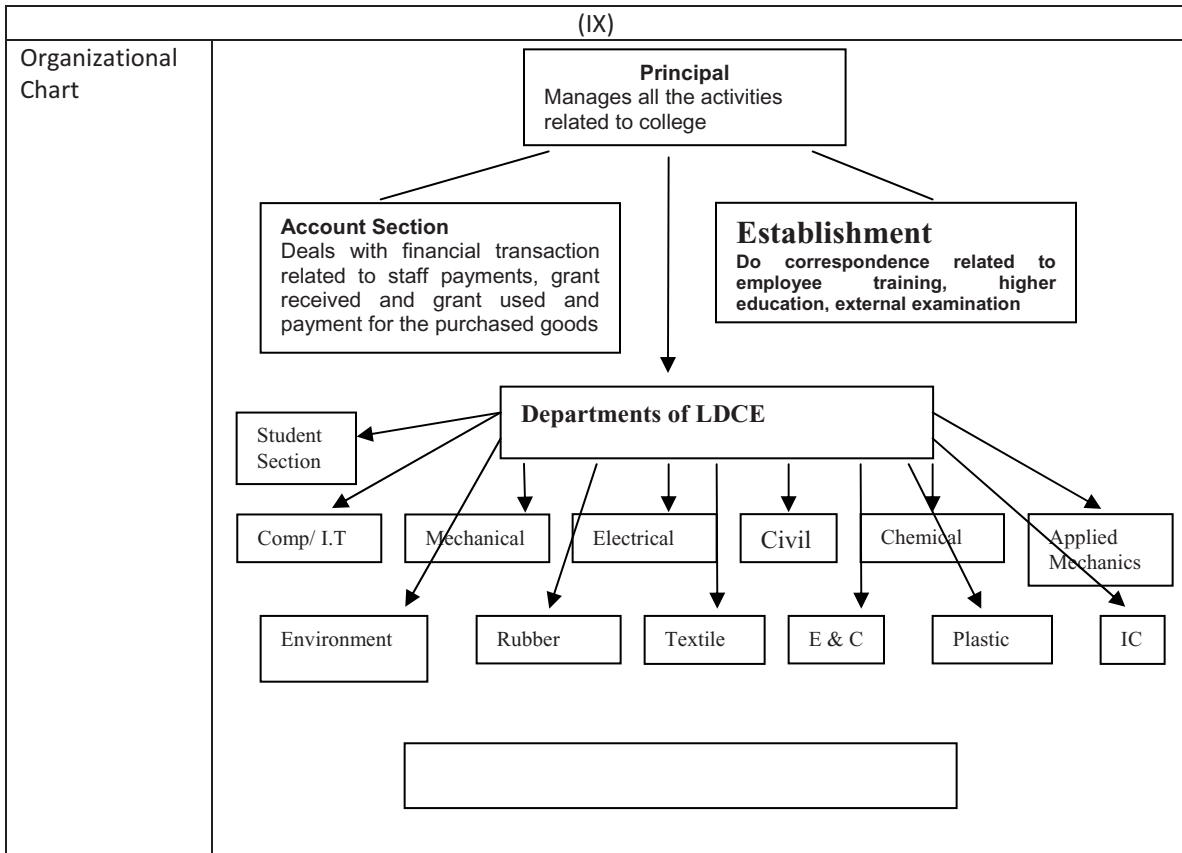 (IX)
Organizational
Chart
Principal
Manages all the activities
related to college
Account Section
Deals with financial transaction
related to staff payments, grant
received and grant used and
payment for the purchased goods
Establishment
Do correspondence related to
employee training, higher
education, external examination
Departments of LDCE
Student
Section
Comp/ I.T
Mechanical
Electrical
Civil
Chemical
Applied
Mechanics
Environment
Rubber
Textile
E & C
Plastic
IC